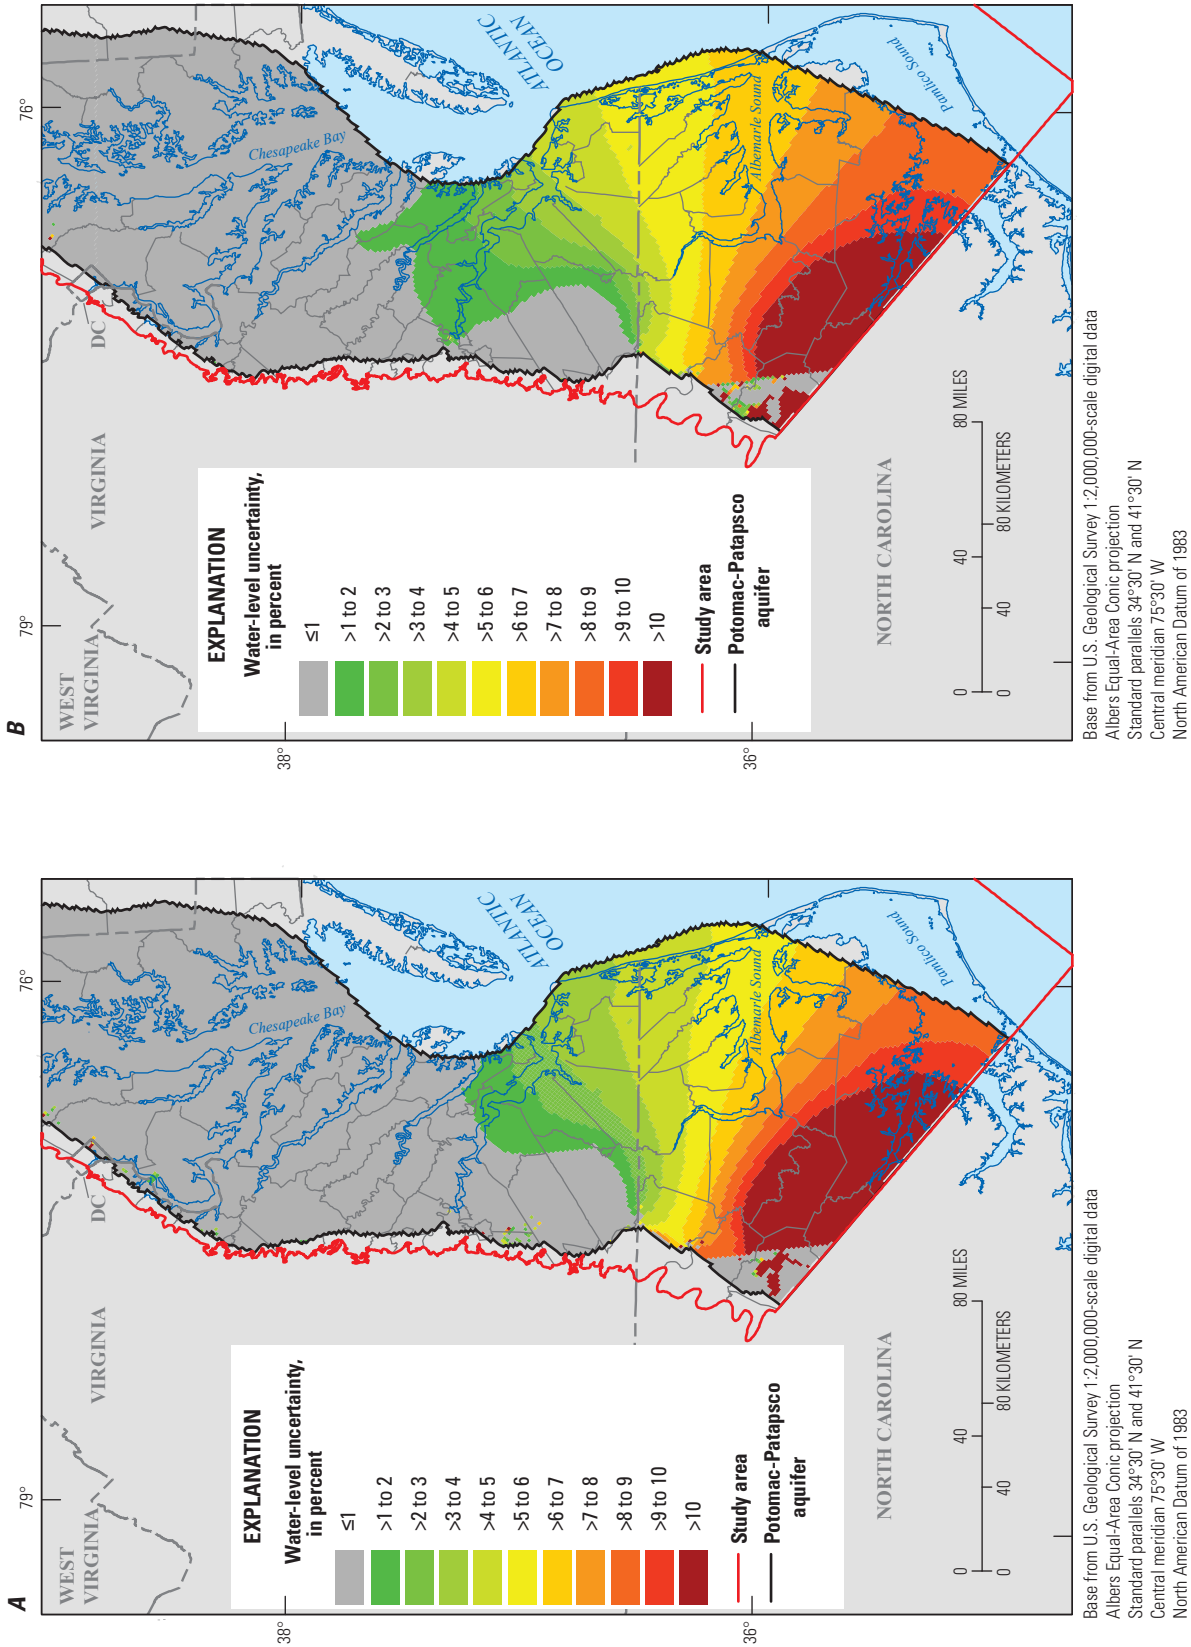 A
79°
76°
38°
36°
WEST
VIRGINIA
VIRGINIA
DC
Chesapeake Bay
ATLANTIC
OCEAN
Albemarle Sound
Pamlico Sound
NORTH CAROLINA
EXPLANATION
Water-level uncertainty,
in percent
≤1
>1 to 2
>2 to 3
>3 to 4
>4 to 5
>5 to 6
>6 to 7
>7 to 8
>8 to 9
>9 to 10
>10
Study area
Potomac-Patapsco
aquifer
0 40 80 MILES
0 40 80 KILOMETERS
Base from U.S. Geological Survey 1:2,000,000-scale digital data
Albers Equal-Area Conic projection
Standard parallels 34°30' N and 41°30' N
Central meridian 75°30' W
North American Datum of 1983
B
79°
76°
38°
36°
WEST
VIRGINIA
VIRGINIA
DC
Chesapeake Bay
ATLANTIC
OCEAN
Albemarle Sound
Pamlico Sound
NORTH CAROLINA
EXPLANATION
Water-level uncertainty,
in percent
≤1
>1 to 2
>2 to 3
>3 to 4
>4 to 5
>5 to 6
>6 to 7
>7 to 8
>8 to 9
>9 to 10
>10
Study area
Potomac-Patapsco
aquifer
0 40 80 MILES
0 40 80 KILOMETERS
Base from U.S. Geological Survey 1:2,000,000-scale digital data
Albers Equal-Area Conic projection
Standard parallels 34°30' N and 41°30' N
Central meridian 75°30' W
North American Datum of 1983